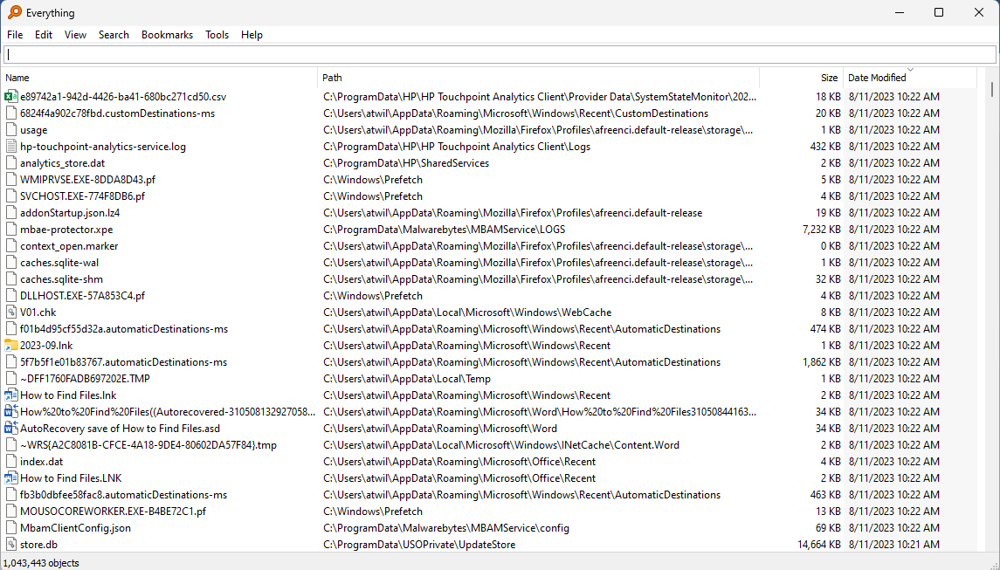 Everything
File Edit View Search Bookmarks Tools Help
Name Path Size Date Modified
e89742a1-942d-4426-ba41-680bc271cd50.csv C:\ProgramData\HP\HP Touchpoint Analytics Client\Provider Data\SystemStateMonitor\202... 18 KB 8/11/2023 10:22 AM
6824f4a902c78fbd.customDestinations-ms C:\Users\atwil\AppData\Roaming\Microsoft\Windows\Recent\CustomDestinations 20 KB 8/11/2023 10:22 AM
usage C:\Users\atwil\AppData\Roaming\Mozilla\Firefox\Profiles\afreenci.default-release\storage\... 1 KB 8/11/2023 10:22 AM
hp-touchpoint-analytics-service.log C:\ProgramData\HP\HP Touchpoint Analytics Client\Logs 432 KB 8/11/2023 10:22 AM
analytics_store.dat C:\ProgramData\HP\SharedServices 2 KB 8/11/2023 10:22 AM
WMIPRVSE.EXE-8DDA8D43.pf C:\Windows\Prefetch 5 KB 8/11/2023 10:22 AM
SVCHOST.EXE-774F8DB6.pf C:\Windows\Prefetch 4 KB 8/11/2023 10:22 AM
addonStartup.json.lz4 C:\Users\atwil\AppData\Roaming\Mozilla\Firefox\Profiles\afreenci.default-release 19 KB 8/11/2023 10:22 AM
mbae-protector.xpe C:\ProgramData\Malwarebytes\MBAMService\LOGS 7,232 KB 8/11/2023 10:22 AM
context_open.marker C:\Users\atwil\AppData\Roaming\Mozilla\Firefox\Profiles\afreenci.default-release\storage\... 0 KB 8/11/2023 10:22 AM
caches.sqlite-wal C:\Users\atwil\AppData\Roaming\Mozilla\Firefox\Profiles\afreenci.default-release\storage\... 1 KB 8/11/2023 10:22 AM
caches.sqlite-shm C:\Users\atwil\AppData\Roaming\Mozilla\Firefox\Profiles\afreenci.default-release\storage\... 32 KB 8/11/2023 10:22 AM
DLLHOST.EXE-57A853C4.pf C:\Windows\Prefetch 4 KB 8/11/2023 10:22 AM
V01.chk C:\Users\atwil\AppData\Local\Microsoft\Windows\WebCache 8 KB 8/11/2023 10:22 AM
f01b4d95cf55d32a.automaticDestinations-ms C:\Users\atwil\AppData\Roaming\Microsoft\Windows\Recent\AutomaticDestinations 474 KB 8/11/2023 10:22 AM
2023-09.lnk C:\Users\atwil\AppData\Roaming\Microsoft\Windows\Recent 1 KB 8/11/2023 10:22 AM
5f7b5f1e01b83767.automaticDestinations-ms C:\Users\atwil\AppData\Roaming\Microsoft\Windows\Recent\AutomaticDestinations 1,862 KB 8/11/2023 10:22 AM
~DFF1760FADB697202E.TMP C:\Users\atwil\AppData\Local\Temp 1 KB 8/11/2023 10:22 AM
How to Find Files.lnk C:\Users\atwil\AppData\Roaming\Microsoft\Windows\Recent 2 KB 8/11/2023 10:22 AM
How%20to%20Find%20Files((Autorecovered-310508132927058... C:\Users\atwil\AppData\Roaming\Microsoft\Word\How%20to%20Find%20Files31050844163... 34 KB 8/11/2023 10:22 AM
AutoRecovery save of How to Find Files.asd C:\Users\atwil\AppData\Roaming\Microsoft\Word 34 KB 8/11/2023 10:22 AM
~WRS{A2C8081B-CFCE-4A18-9DE4-80602DA57F84}.tmp C:\Users\atwil\AppData\Local\Microsoft\Windows\INetCache\Content.Word 2 KB 8/11/2023 10:22 AM
index.dat C:\Users\atwil\AppData\Roaming\Microsoft\Office\Recent 4 KB 8/11/2023 10:22 AM
How to Find Files.LNK C:\Users\atwil\AppData\Roaming\Microsoft\Office\Recent 2 KB 8/11/2023 10:22 AM
fb3b0dbfee58fac8.automaticDestinations-ms C:\Users\atwil\AppData\Roaming\Microsoft\Windows\Recent\AutomaticDestinations 463 KB 8/11/2023 10:22 AM
MOUSOCOREWORKER.EXE-B4BE72C1.pf C:\Windows\Prefetch 13 KB 8/11/2023 10:22 AM
MbamClientConfig.json C:\ProgramData\Malwarebytes\MBAMService\config 69 KB 8/11/2023 10:22 AM
store.db C:\ProgramData\USOPrivate\UpdateStore 14,664 KB 8/11/2023 10:21 AM
1,043,443 objects